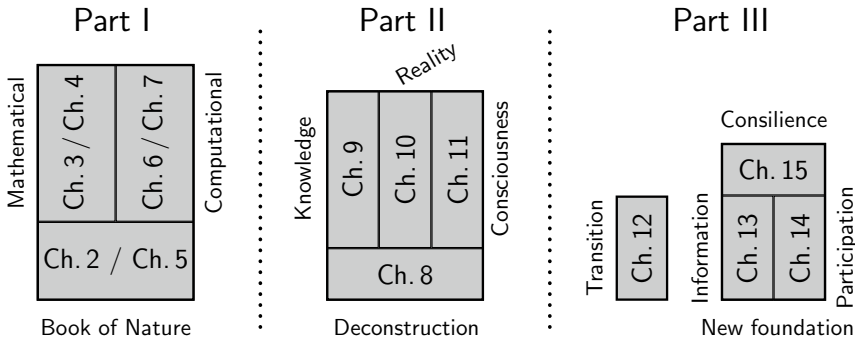 Part I
Mathematical
Ch. 3 / Ch. 4
Ch. 6 / Ch. 7
Computational
Ch. 2 / Ch. 5
Book of Nature
Part II
Reality
Knowledge
Ch. 9
Ch. 10
Ch. 11
Consciousness
Ch. 8
Deconstruction
Part III
Transition
Ch. 12
Consilience
Ch. 15
Information
Ch. 13
Ch. 14
Participation
New foundation